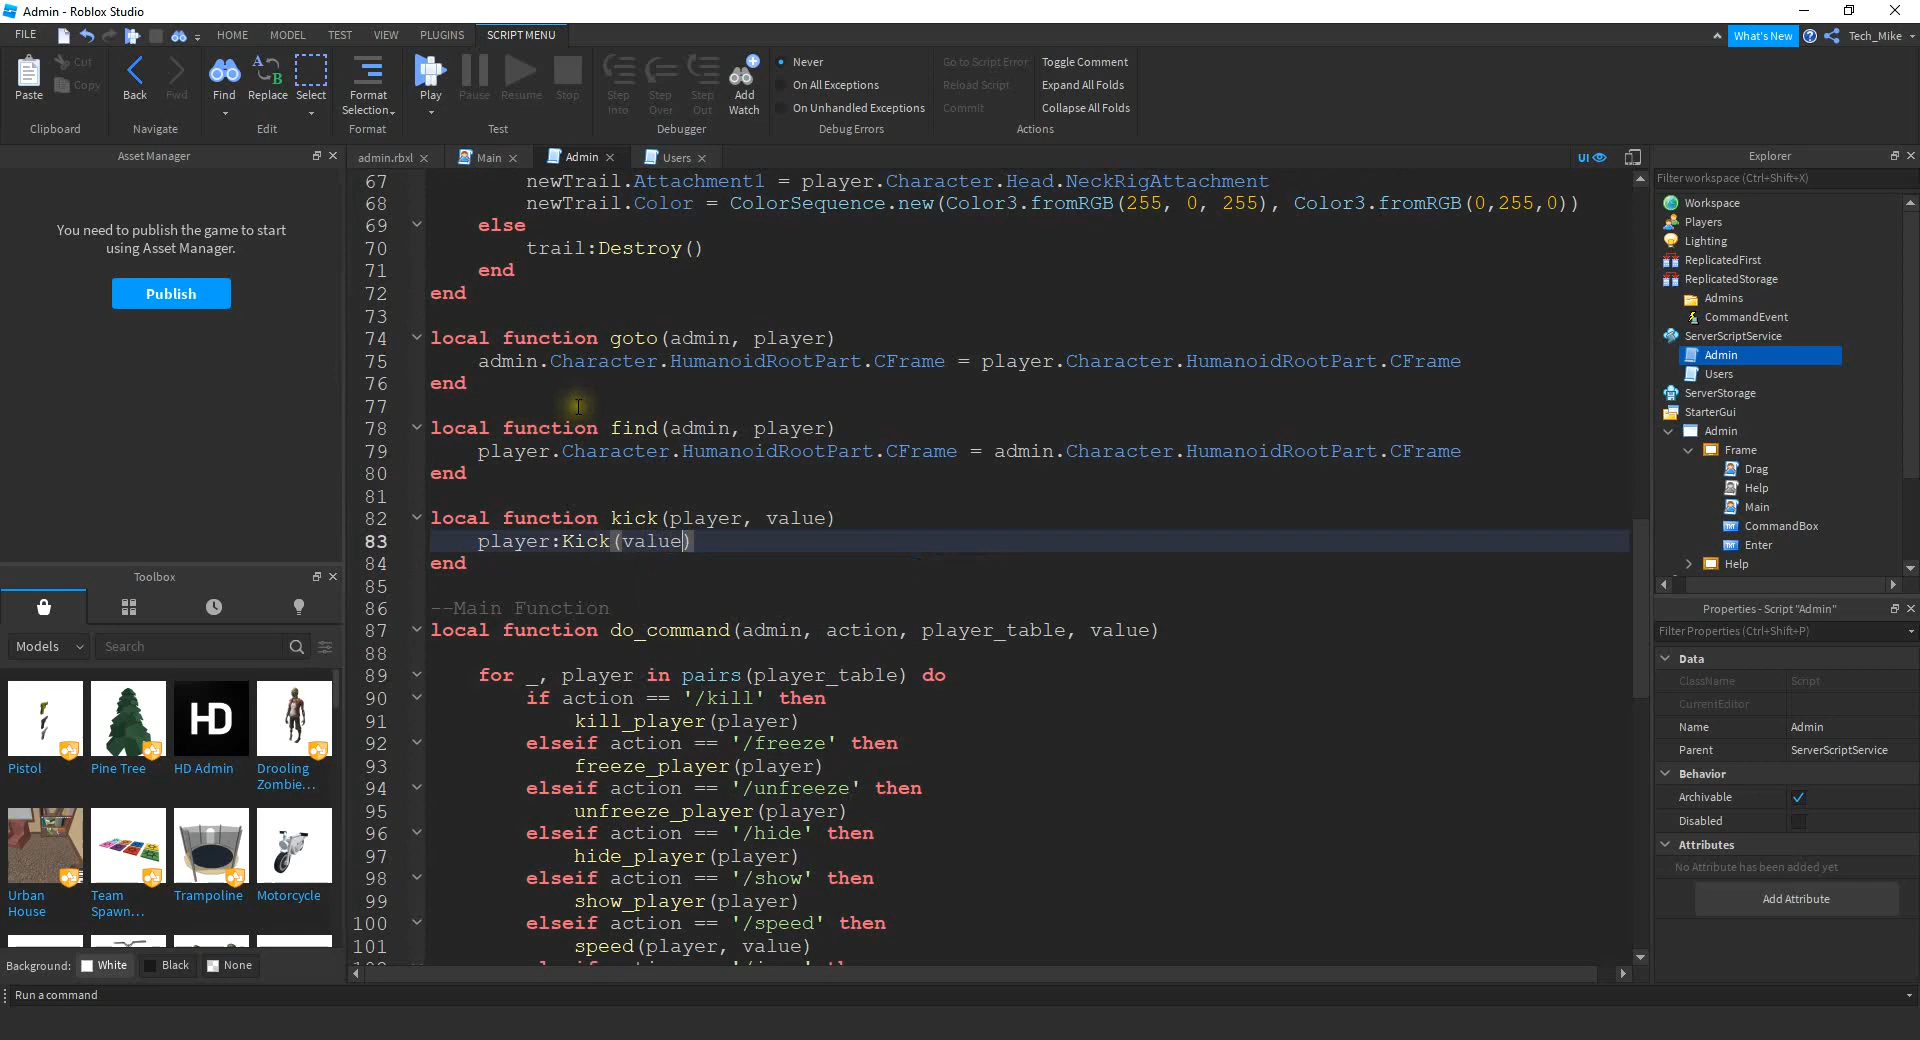 Admin - Roblox Studio
FILE HOME MODEL TEST VIEW PLUGINS SCRIPT MENU What's New Tech_Mike
Paste Cut Copy Clipboard
Back Fwd Navigate
Find Replace Select Edit
Format Selection Format
Play Pause Resume Stop Test
Step Into Step Over Step Out Add Watch Debugger
Never
On All Exceptions
On Unhandled Exceptions
Debug Errors
Go to Script Error
Reload Script
Commit
Toggle Comment
Expand All Folds
Collapse All Folds
Actions
Asset Manager
You need to publish the game to start
using Asset Manager.
Publish
Toolbox
Models Search
Pistol
Pine Tree
HD
HD Admin
Drooling
Zombie...
Urban
House
Team
Spawn...
Trampoline
Motorcycle
Background: White Black None
Run a command
admin.rbxl Main Admin Users UI
67 newTrail.Attachment1 = player.Character.Head.NeckRigAttachment
68 newTrail.Color = ColorSequence.new(Color3.fromRGB(255, 0, 255), Color3.fromRGB(0,255,0))
69 else
70 trail:Destroy()
71 end
72 end
73
74 local function goto(admin, player)
75 admin.Character.HumanoidRootPart.CFrame = player.Character.HumanoidRootPart.CFrame
76 end
77
78 local function find(admin, player)
79 player.Character.HumanoidRootPart.CFrame = admin.Character.HumanoidRootPart.CFrame
80 end
81
82 local function kick(player, value)
83 player:Kick(value)
84 end
85
86 --Main Function
87 local function do_command(admin, action, player_table, value)
88
89 for _, player in pairs(player_table) do
90 if action == '/kill' then
91 kill_player(player)
92 elseif action == '/freeze' then
93 freeze_player(player)
94 elseif action == '/unfreeze' then
95 unfreeze_player(player)
96 elseif action == '/hide' then
97 hide_player(player)
98 elseif action == '/show' then
99 show_player(player)
100 elseif action == '/speed' then
101 speed(player, value)
Explorer
Filter workspace (Ctrl+Shift+X)
Workspace
Players
Lighting
ReplicatedFirst
ReplicatedStorage
Admins
CommandEvent
ServerScriptService
Admin
Users
ServerStorage
StarterGui
Admin
Frame
Drag
Help
Main
CommandBox
Enter
Help
Properties - Script "Admin"
Filter Properties (Ctrl+Shift+P)
Data
ClassName Script
CurrentEditor
Name Admin
Parent ServerScriptService
Behavior
Archivable
Disabled
Attributes
No Attribute has been added yet
Add Attribute